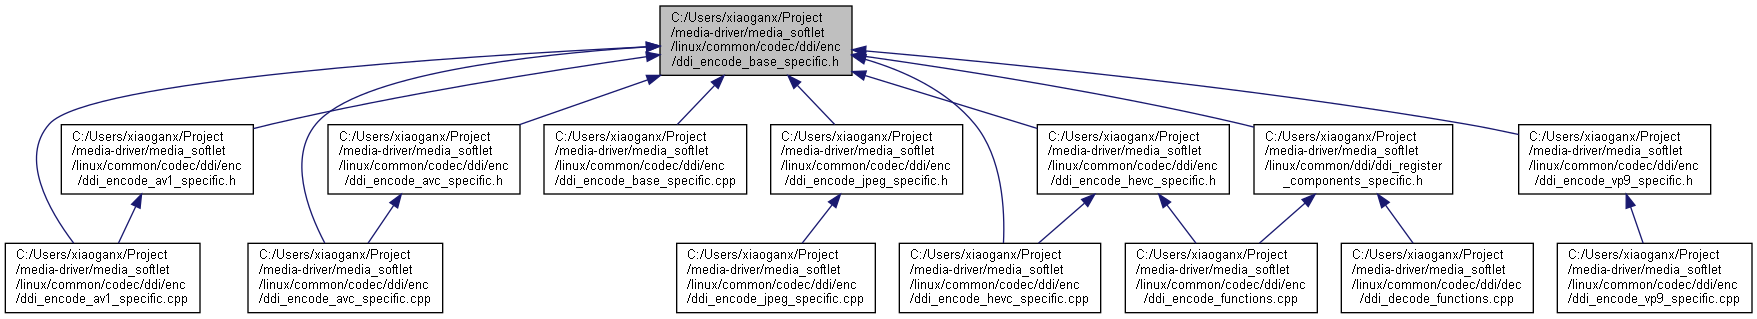 C:/Users/xiaoganx/Project
/media-driver/media_softlet
/linux/common/codec/ddi/enc
/ddi_encode_base_specific.h
C:/Users/xiaoganx/Project
/media-driver/media_softlet
/linux/common/codec/ddi/enc
/ddi_encode_av1_specific.h
C:/Users/xiaoganx/Project
/media-driver/media_softlet
/linux/common/codec/ddi/enc
/ddi_encode_avc_specific.h
C:/Users/xiaoganx/Project
/media-driver/media_softlet
/linux/common/codec/ddi/enc
/ddi_encode_base_specific.cpp
C:/Users/xiaoganx/Project
/media-driver/media_softlet
/linux/common/codec/ddi/enc
/ddi_encode_jpeg_specific.h
C:/Users/xiaoganx/Project
/media-driver/media_softlet
/linux/common/codec/ddi/enc
/ddi_encode_hevc_specific.h
C:/Users/xiaoganx/Project
/media-driver/media_softlet
/linux/common/ddi/ddi_register
_components_specific.h
C:/Users/xiaoganx/Project
/media-driver/media_softlet
/linux/common/codec/ddi/enc
/ddi_encode_vp9_specific.h
C:/Users/xiaoganx/Project
/media-driver/media_softlet
/linux/common/codec/ddi/enc
/ddi_encode_av1_specific.cpp
C:/Users/xiaoganx/Project
/media-driver/media_softlet
/linux/common/codec/ddi/enc
/ddi_encode_avc_specific.cpp
C:/Users/xiaoganx/Project
/media-driver/media_softlet
/linux/common/codec/ddi/enc
/ddi_encode_jpeg_specific.cpp
C:/Users/xiaoganx/Project
/media-driver/media_softlet
/linux/common/codec/ddi/enc
/ddi_encode_hevc_specific.cpp
C:/Users/xiaoganx/Project
/media-driver/media_softlet
/linux/common/codec/ddi/enc
/ddi_encode_functions.cpp
C:/Users/xiaoganx/Project
/media-driver/media_softlet
/linux/common/codec/ddi/dec
/ddi_decode_functions.cpp
C:/Users/xiaoganx/Project
/media-driver/media_softlet
/linux/common/codec/ddi/enc
/ddi_encode_vp9_specific.cpp